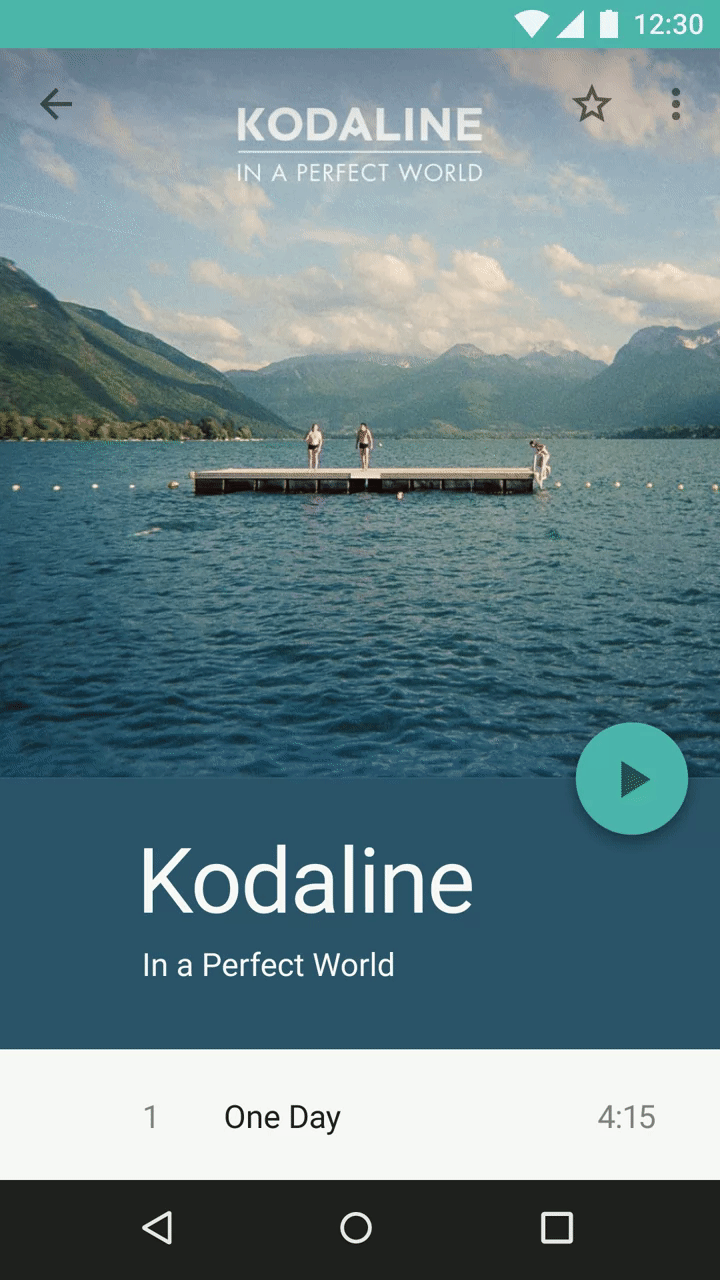 12:30
KODALINE
IN A PERFECT WORLD
Kodaline
In a Perfect World
1 One Day 4:15